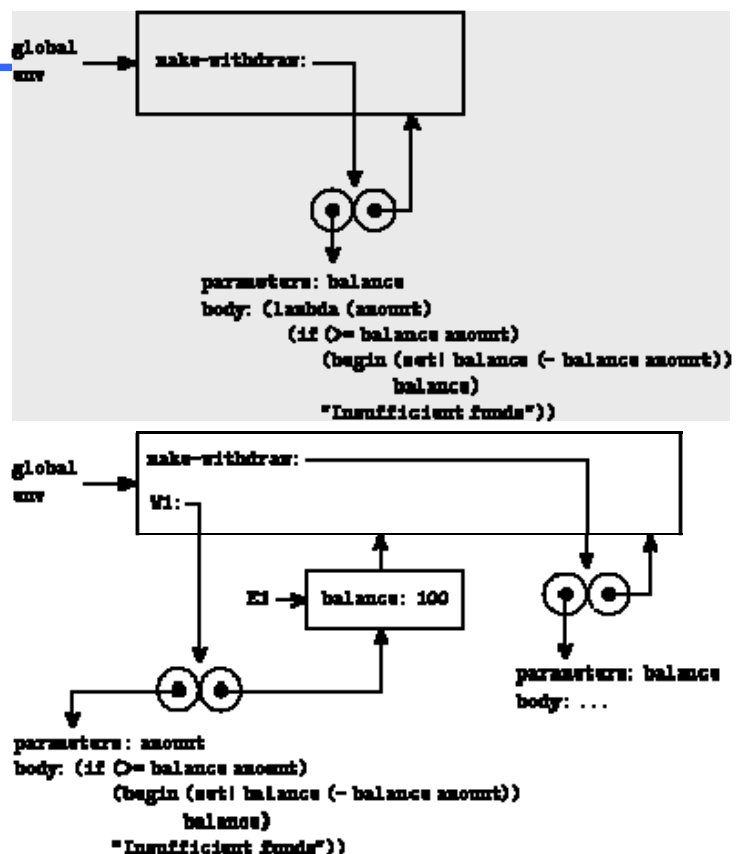 global
env
make-withdraw:
parameters: balance
body: (lambda (amount)
(if (>= balance amount)
(begin (set! balance (- balance amount))
balance)
"Insufficient funds"))
global
env
make-withdraw:
W1:
E1
balance: 100
parameters: balance
body: ...
parameters: amount
body: (if (>= balance amount)
(begin (set! balance (- balance amount))
balance)
"Insufficient funds"))